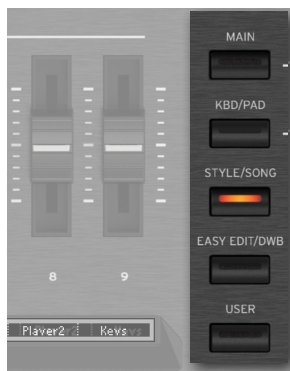 MAIN
KBD/PAD
STYLE/SONG
EASY EDIT/DWB
8 9
USER
Player2 Keys